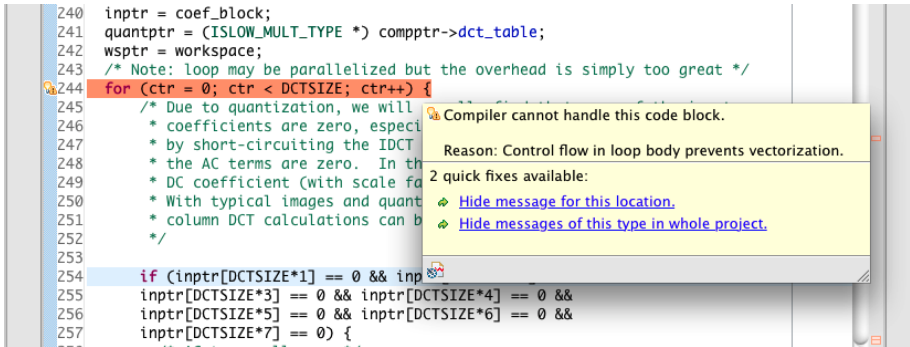 240 inptr = coef_block;
241 quantptr = (ISLOW_MULT_TYPE *) compptr->dct_table;
242 wsptr = workspace;
243 /* Note: loop may be parallelized but the overhead is simply too great */
244 for (ctr = 0; ctr < DCTSIZE; ctr++) {
245 /* Due to quantization, we will
246 * coefficients are zero, especi
247 * by short-circuiting the IDCT
248 * the AC terms are zero. In th
249 * DC coefficient (with scale fa
250 * With typical images and quant
251 * column DCT calculations can b
252 */
253
254 if (inptr[DCTSIZE*1] == 0 && inp
255 inptr[DCTSIZE*3] == 0 && inptr[DCTSIZE*4] == 0 &&
256 inptr[DCTSIZE*5] == 0 && inptr[DCTSIZE*6] == 0 &&
257 inptr[DCTSIZE*7] == 0) {
Compiler cannot handle this code block.
Reason: Control flow in loop body prevents vectorization.
2 quick fixes available:
Hide message for this location.
Hide messages of this type in whole project.